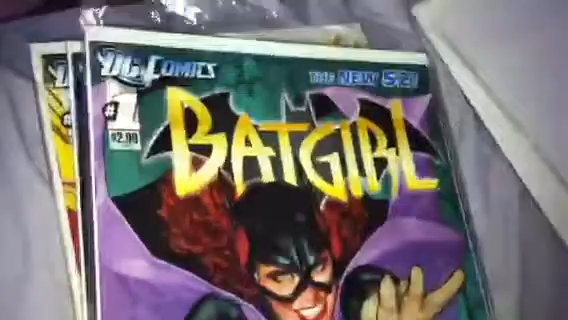 DC COMICS
THE NEW 52!
#1
$2.99
BATGIRL